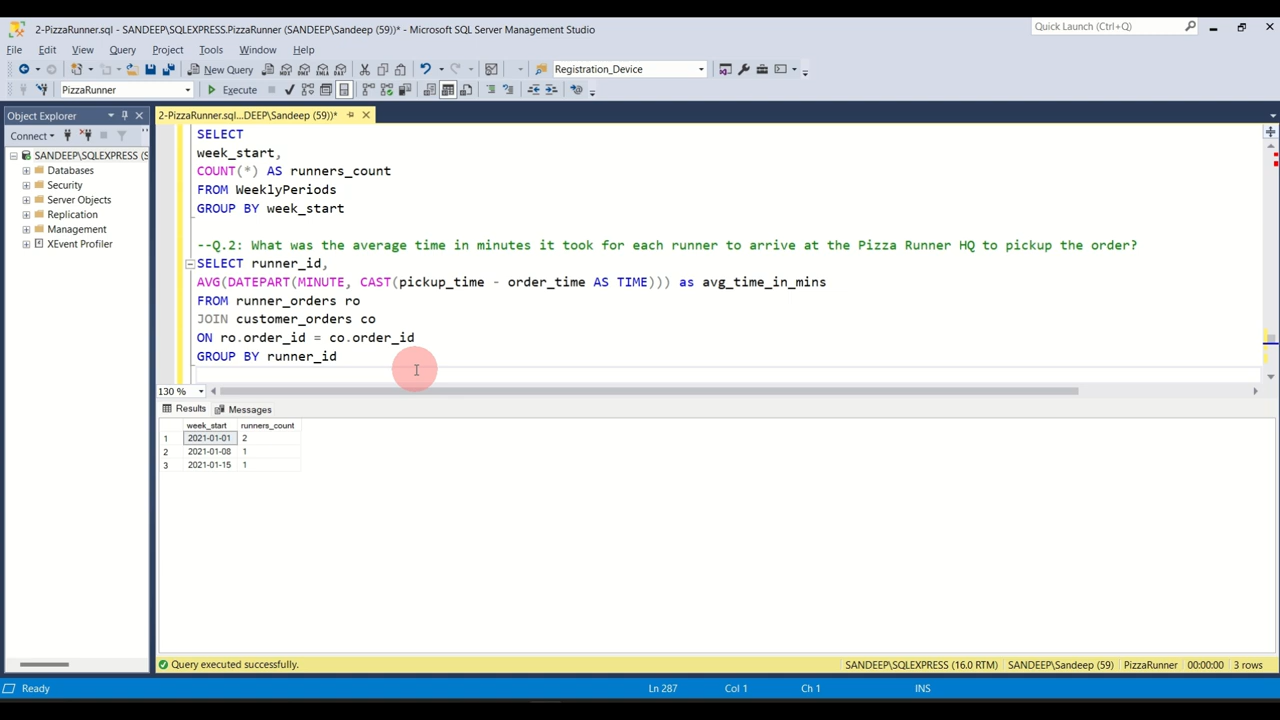 2-PizzaRunner.sql - SANDEEP\SQLEXPRESS.PizzaRunner (SANDEEP\Sandeep (59))* - Microsoft SQL Server Management Studio
Quick Launch (Ctrl+Q)
File Edit View Query Project Tools Window Help
New Query MDX DMX XMLA DAX Registration_Device
PizzaRunner Execute
Object Explorer
2-PizzaRunner.sql...DEEP\Sandeep (59))*
Connect
SANDEEP\SQLEXPRESS (S
Databases
Security
Server Objects
Replication
Management
XEvent Profiler
SELECT
week_start,
COUNT(*) AS runners_count
FROM WeeklyPeriods
GROUP BY week_start
--Q.2: What was the average time in minutes it took for each runner to arrive at the Pizza Runner HQ to pickup the order?
SELECT runner_id,
AVG(DATEPART(MINUTE, CAST(pickup_time - order_time AS TIME))) as avg_time_in_mins
FROM runner_orders ro
JOIN customer_orders co
ON ro.order_id = co.order_id
GROUP BY runner_id
130 %
Results Messages
week_start runners_count
1 2021-01-01 2
2 2021-01-08 1
3 2021-01-15 1
Query executed successfully.
SANDEEP\SQLEXPRESS (16.0 RTM) SANDEEP\Sandeep (59) PizzaRunner 00:00:00 3 rows
Ready Ln 287 Col 1 Ch 1 INS